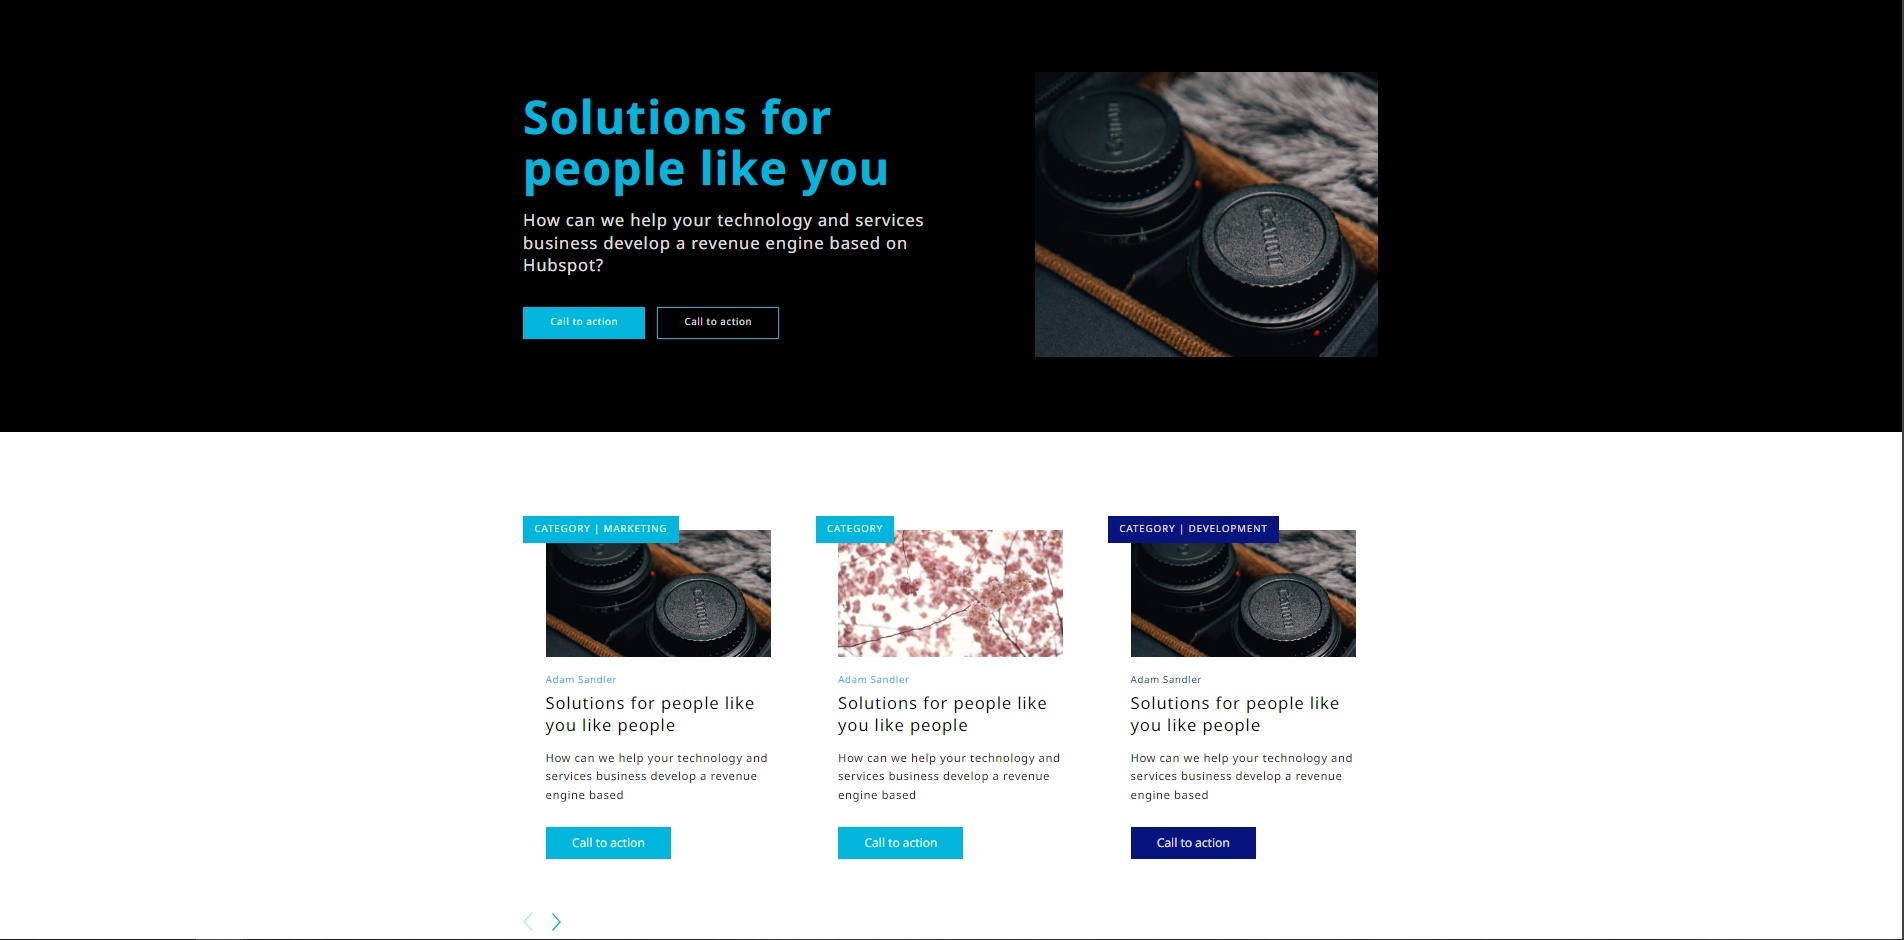 Solutions for
people like you
How can we help your technology and services
business develop a revenue engine based on
Hubspot?
Call to action
Call to action
Canon
Canon
CATEGORY | MARKETING
CATEGORY
CATEGORY | DEVELOPMENT
Canon
Canon
Adam Sandler
Adam Sandler
Adam Sandler
Solutions for people like
you like people
Solutions for people like
you like people
Solutions for people like
you like people
How can we help your technology and
services business develop a revenue
engine based
How can we help your technology and
services business develop a revenue
engine based
How can we help your technology and
services business develop a revenue
engine based
Call to action
Call to action
Call to action